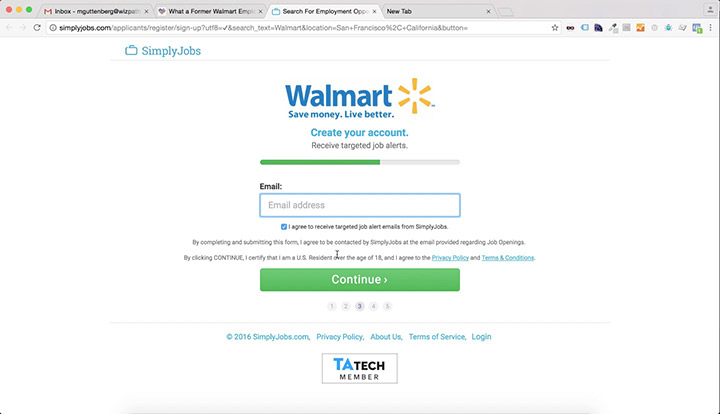 Inbox - mguttenberg@wizpat
What a Former Walmart Emplo
Search For Employment Oppo
New Tab
simplyjobs.com/applicants/register/sign-up?utf8=✓&search_text=Walmart&location=San+Francisco%2C+California&button=
SimplyJobs
Walmart
Save money. Live better.
Create your account.
Receive targeted job alerts.
Email:
Email address
I agree to receive targeted job alert emails from SimplyJobs.
By completing and submitting this form, I agree to be contacted by SimplyJobs at the email provided regarding Job Openings.
By clicking CONTINUE, I certify that I am a U.S. Resident over the age of 18, and I agree to the Privacy Policy and Terms & Conditions.
Continue ›
1 2 3 4 5
© 2016 SimplyJobs.com, Privacy Policy, About Us, Terms of Service, Login
TATECH
MEMBER